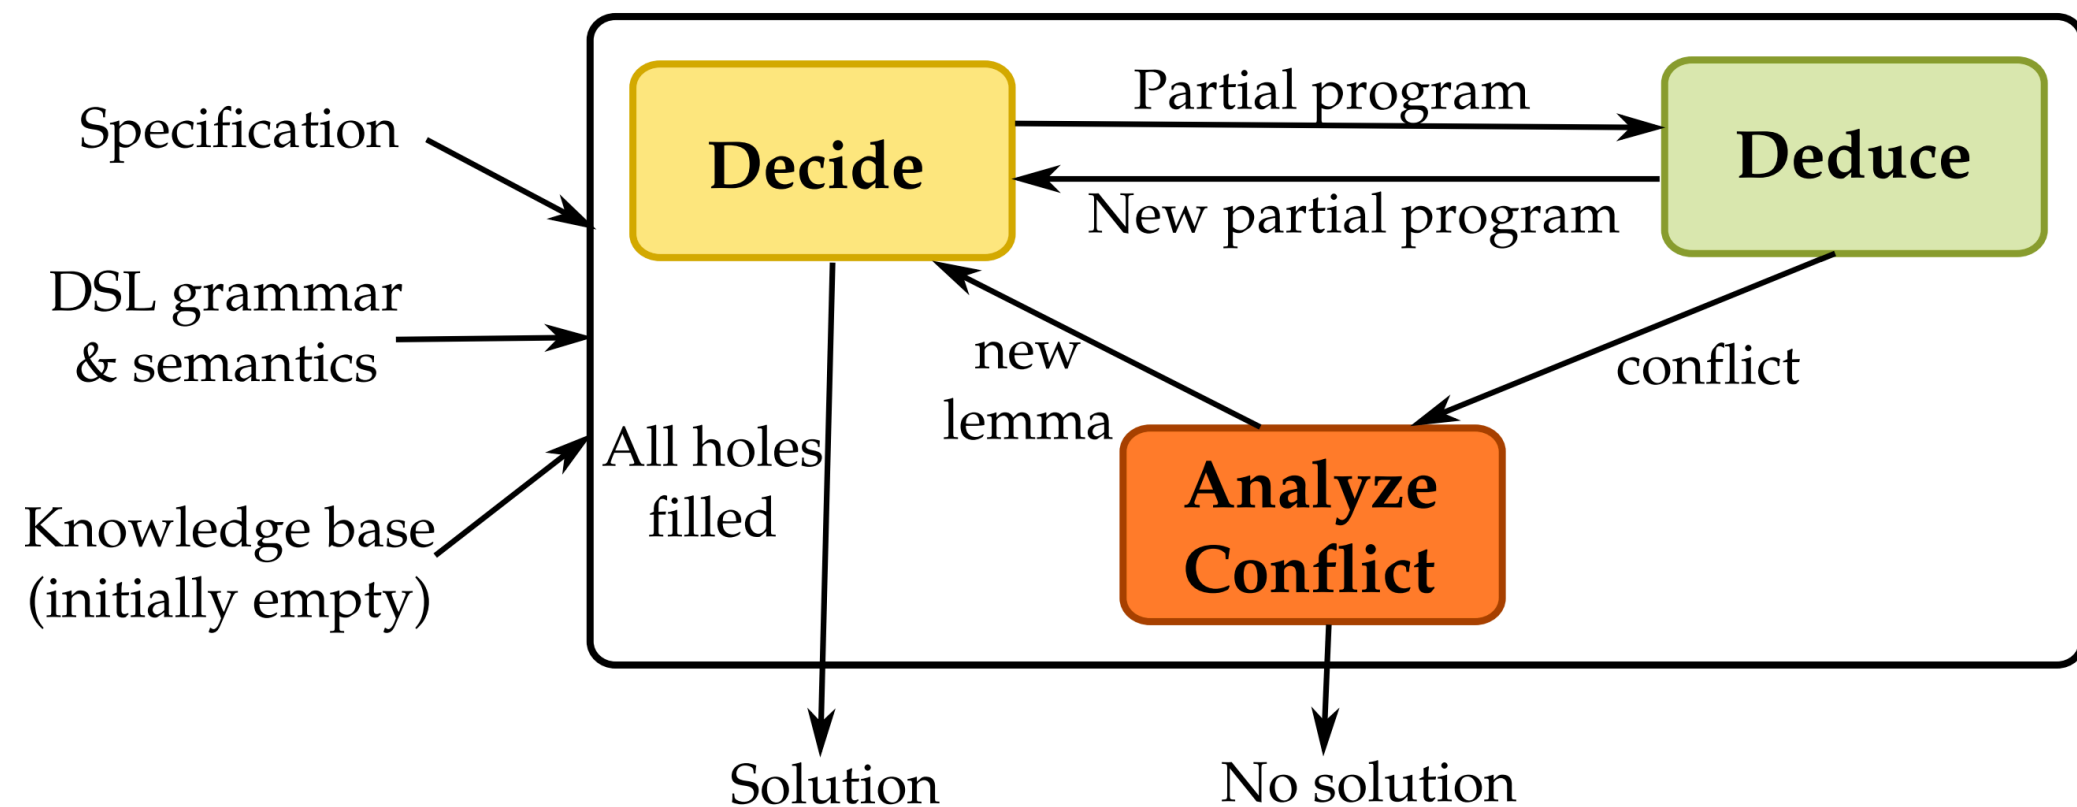 Specification
DSL grammar
& semantics
Knowledge base
(initially empty)
Decide
Partial program
New partial program
Deduce
new
lemma
conflict
All holes
filled
Analyze
Conflict
Solution
No solution